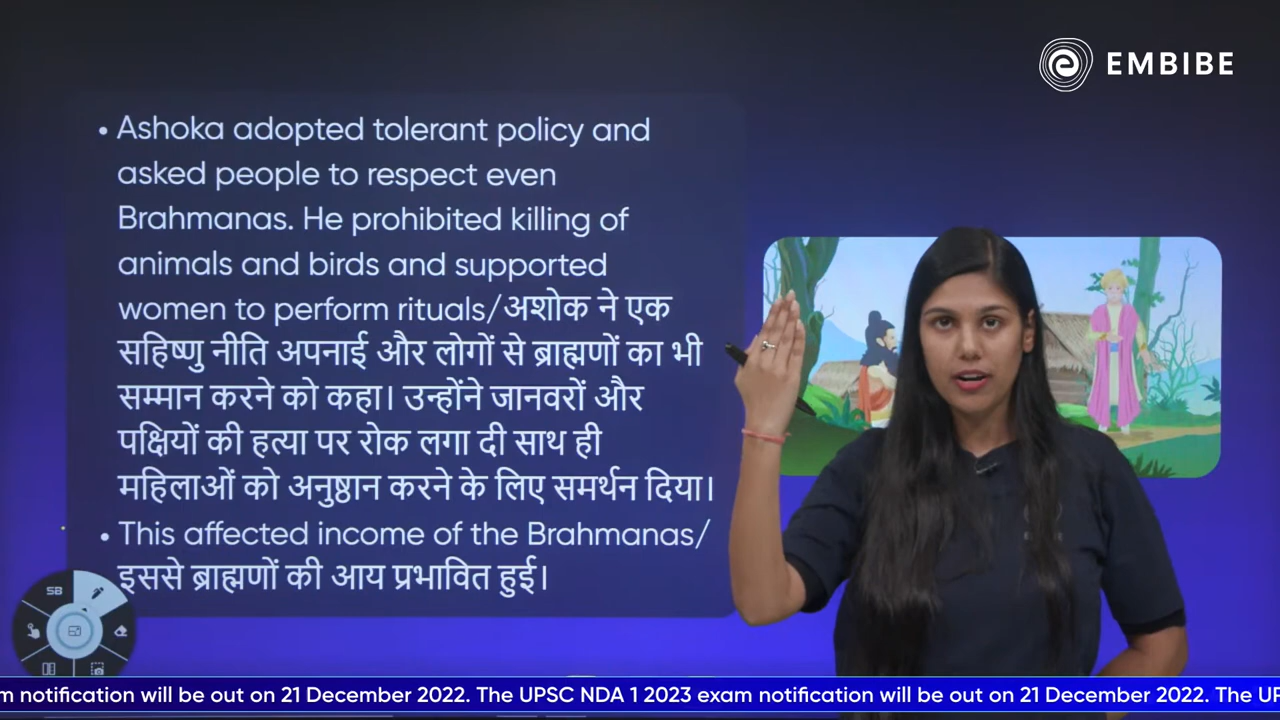 EMBIBE
• Ashoka adopted tolerant policy and
asked people to respect even
Brahmanas. He prohibited killing of
animals and birds and supported
women to perform rituals/अशोक ने एक
सहिष्णु नीति अपनाई और लोगों से ब्राह्मणों का भी
सम्मान करने को कहा। उन्होंने जानवरों और
पक्षियों की हत्या पर रोक लगा दी साथ ही
महिलाओं को अनुष्ठान करने के लिए समर्थन दिया।
• This affected income of the Brahmanas/
इससे ब्राह्मणों की आय प्रभावित हुई।
SB
m notification will be out on 21 December 2022. The UPSC NDA 1 2023 exam notification will be out on 21 December 2022. The UP